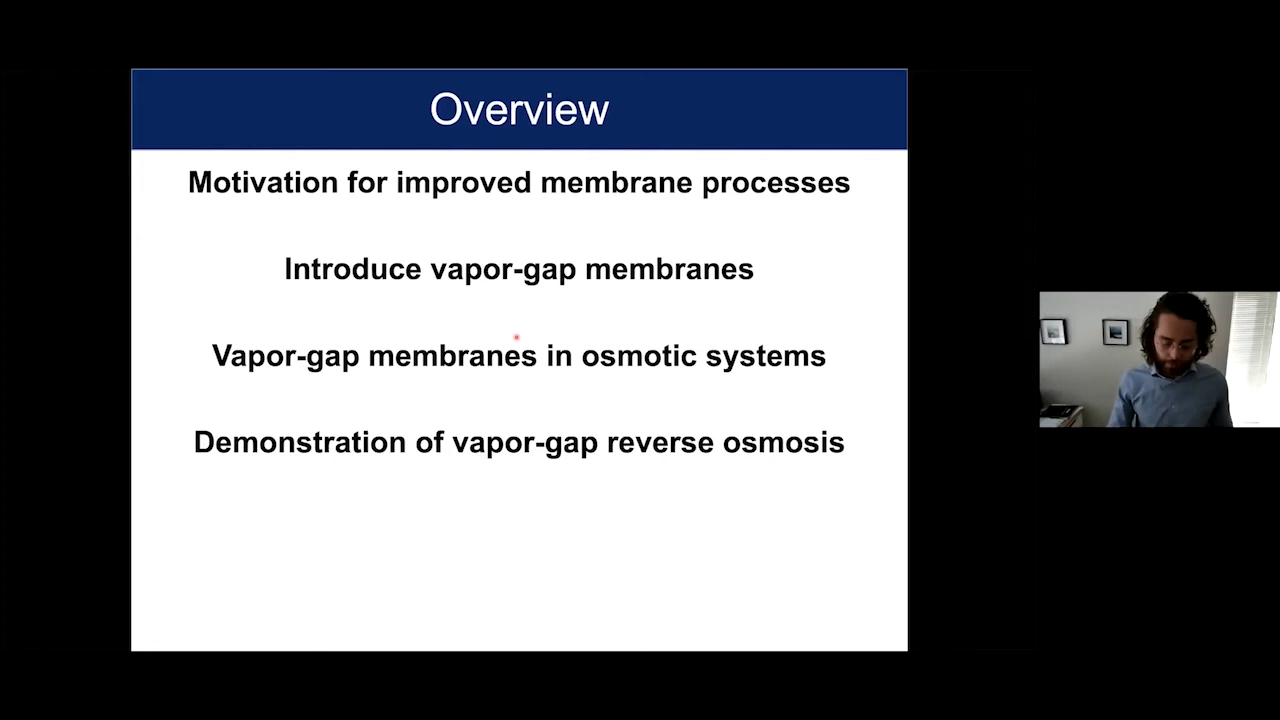 Overview
Motivation for improved membrane processes
Introduce vapor-gap membranes
Vapor-gap membranes in osmotic systems
Demonstration of vapor-gap reverse osmosis